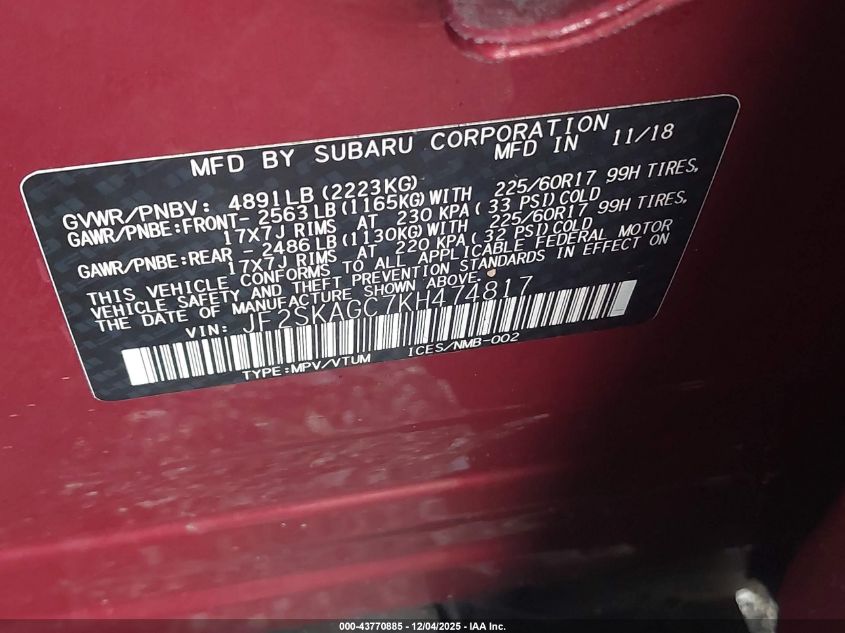 MFD BY SUBARU CORPORATION
MFD IN 11/18
GVWR/PNBV: 4891LB(2223KG)
GAWR/PNBE:FRONT- 2563LB(1165KG)WITH 225/60R17 99H TIRES,
17X7J RIMS AT 230 KPA( 33 PSI)COLD
GAWR/PNBE:REAR - 2486LB(1130KG)WITH 225/60R17 99H TIRES,
17X7J RIMS AT 220 KPA( 32 PSI)COLD
THIS VEHICLE CONFORMS TO ALL APPLICABLE FEDERAL MOTOR
VEHICLE SAFETY AND THEFT PREVENTION STANDARDS IN EFFECT ON
THE DATE OF MANUFACTURE SHOWN ABOVE.
VIN: JF2SKAGC7KH474817
TYPE:MPV/VTUM ICES/NMB-002
000-43770885 - 12/04/2025 - IAA Inc.